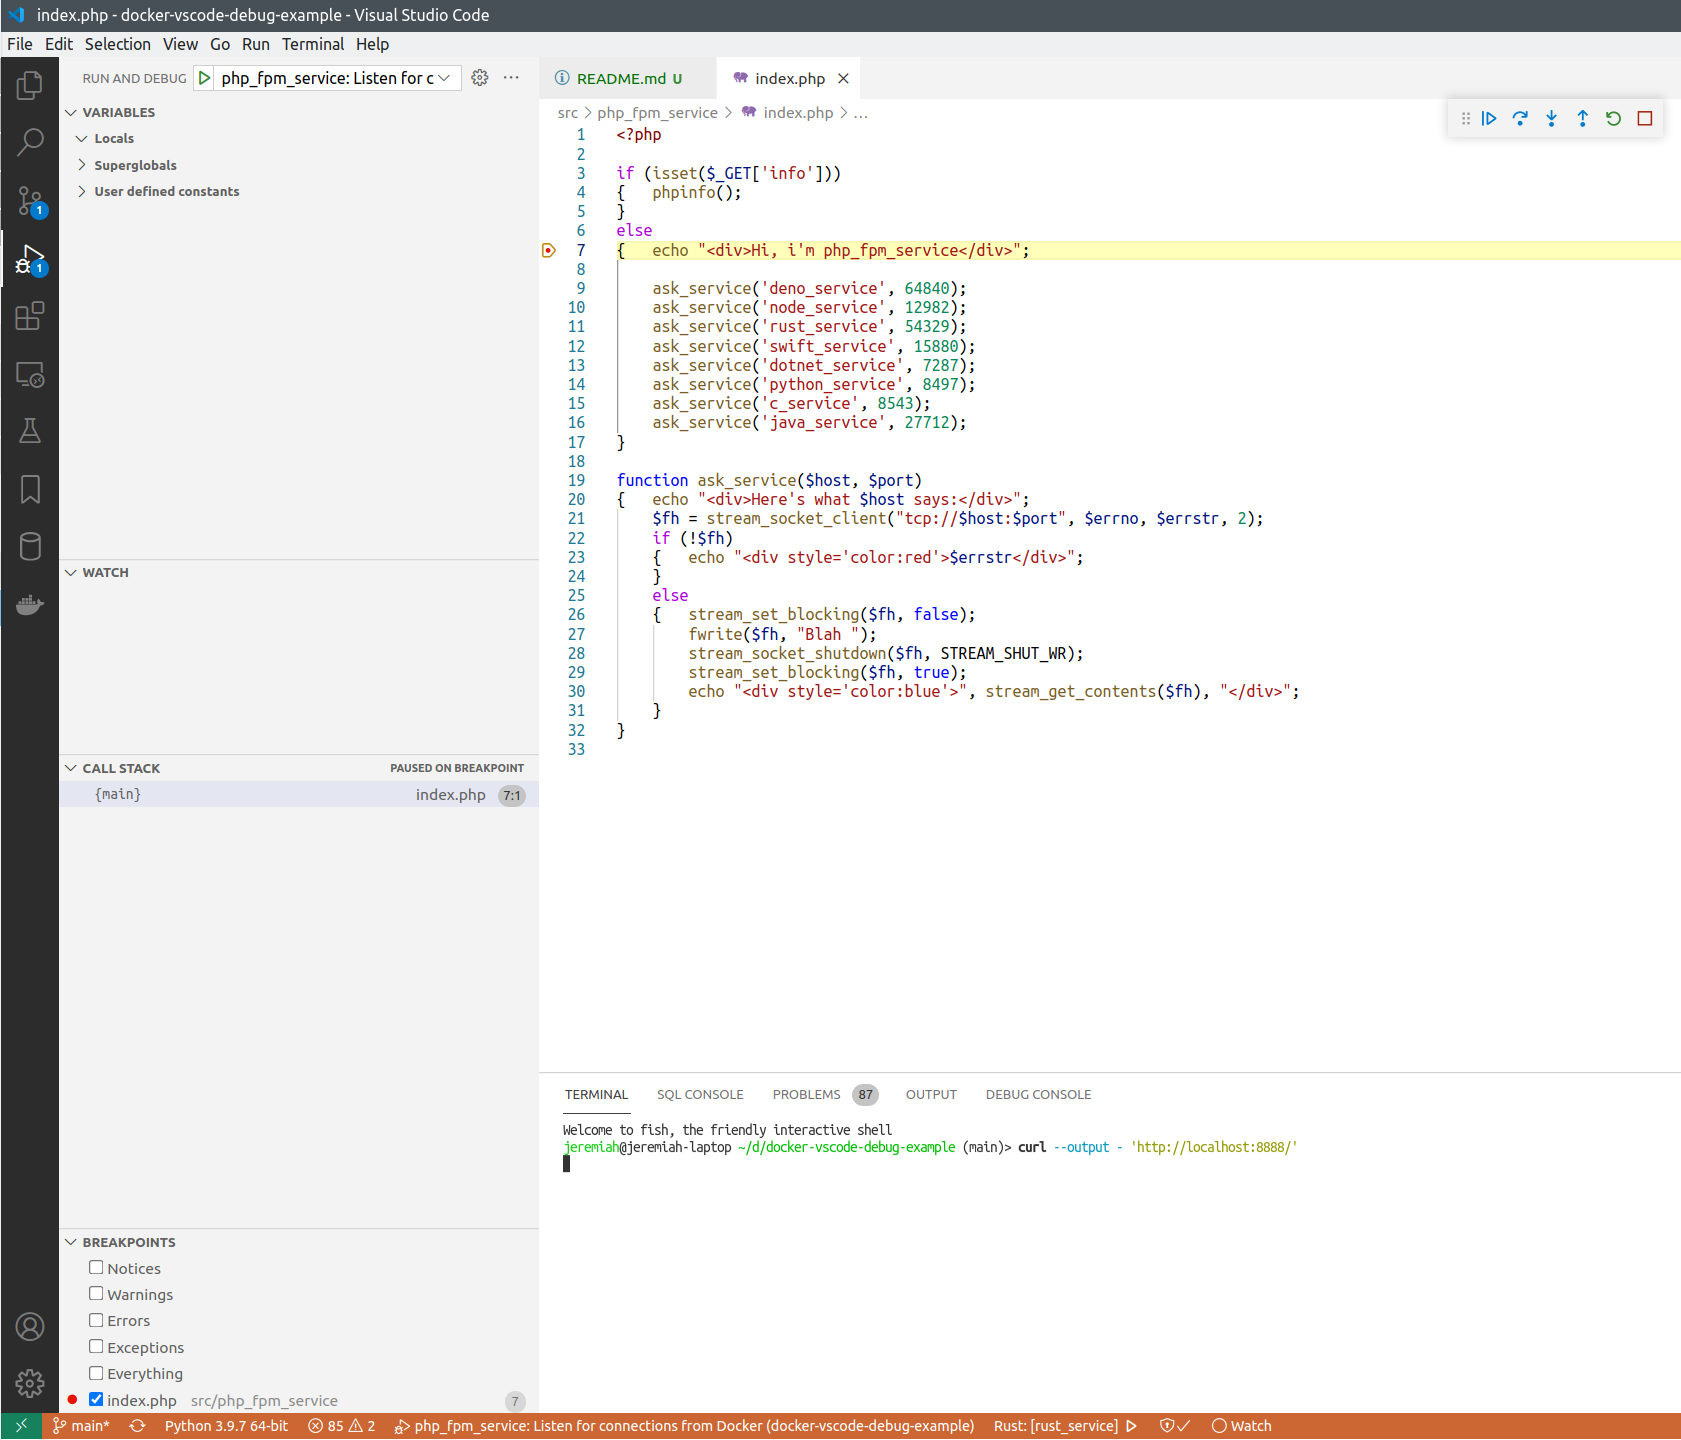 index.php - docker-vscode-debug-example - Visual Studio Code
File Edit Selection View Go Run Terminal Help
RUN AND DEBUG php_fpm_service: Listen for c
VARIABLES
Locals
Superglobals
User defined constants
1
1
WATCH
CALL STACK PAUSED ON BREAKPOINT
{main} index.php 7:1
BREAKPOINTS
Notices
Warnings
Errors
Exceptions
Everything
index.php src/php_fpm_service 7
README.md U index.php
src > php_fpm_service > index.php > ...
1 <?php
2
3 if (isset($_GET['info']))
4 {   phpinfo();
5 }
6 else
7 {   echo "<div>Hi, i'm php_fpm_service</div>";
8
9     ask_service('deno_service', 64840);
10     ask_service('node_service', 12982);
11     ask_service('rust_service', 54329);
12     ask_service('swift_service', 15880);
13     ask_service('dotnet_service', 7287);
14     ask_service('python_service', 8497);
15     ask_service('c_service', 8543);
16     ask_service('java_service', 27712);
17 }
18
19 function ask_service($host, $port)
20 {   echo "<div>Here's what $host says:</div>";
21     $fh = stream_socket_client("tcp://$host:$port", $errno, $errstr, 2);
22     if (!$fh)
23     {   echo "<div style='color:red'>$errstr</div>";
24     }
25     else
26     {   stream_set_blocking($fh, false);
27         fwrite($fh, "Blah ");
28         stream_socket_shutdown($fh, STREAM_SHUT_WR);
29         stream_set_blocking($fh, true);
30         echo "<div style='color:blue'>", stream_get_contents($fh), "</div>";
31     }
32 }
33
TERMINAL SQL CONSOLE PROBLEMS 87 OUTPUT DEBUG CONSOLE
Welcome to fish, the friendly interactive shell
jeremiah@jeremiah-laptop ~/d/docker-vscode-debug-example (main)> curl --output - 'http://localhost:8888/'
main* Python 3.9.7 64-bit 85 2 php_fpm_service: Listen for connections from Docker (docker-vscode-debug-example) Rust: [rust_service] Watch